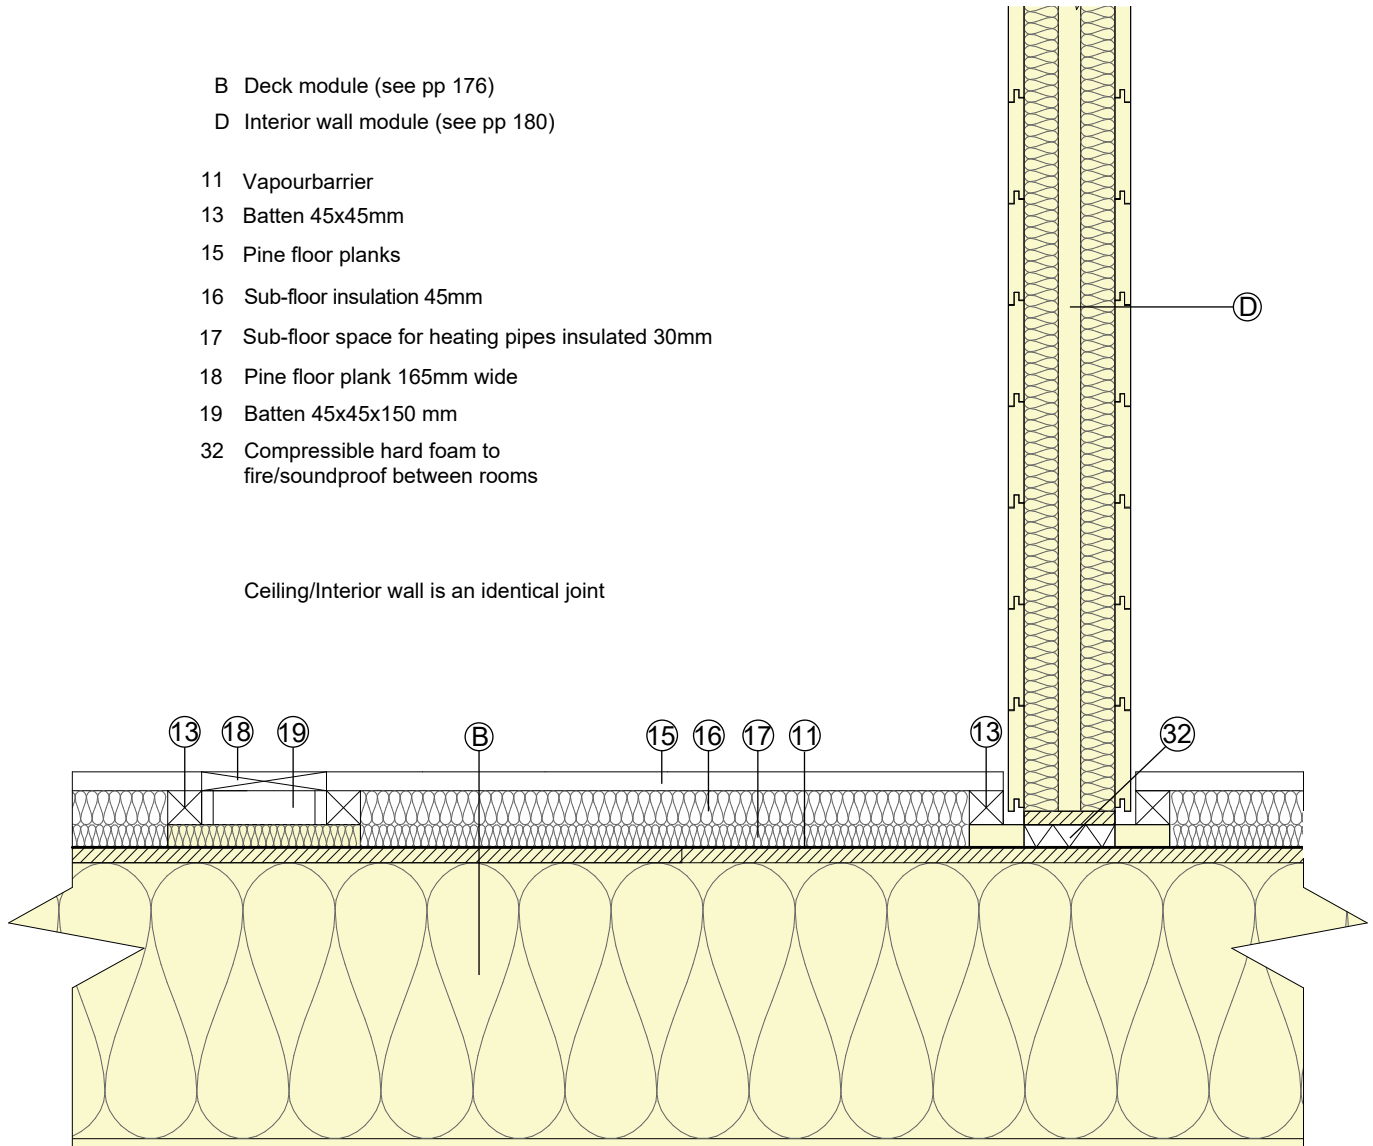 B Deck module (see pp 176)
D Interior wall module (see pp 180)
11 Vapourbarrier
13 Batten 45x45mm
15 Pine floor planks
16 Sub-floor insulation 45mm
17 Sub-floor space for heating pipes insulated 30mm
18 Pine floor plank 165mm wide
19 Batten 45x45x150 mm
32 Compressible hard foam to
fire/soundproof between rooms
D
Ceiling/Interior wall is an identical joint
13 18 19 B 15 16 17 11 13 32